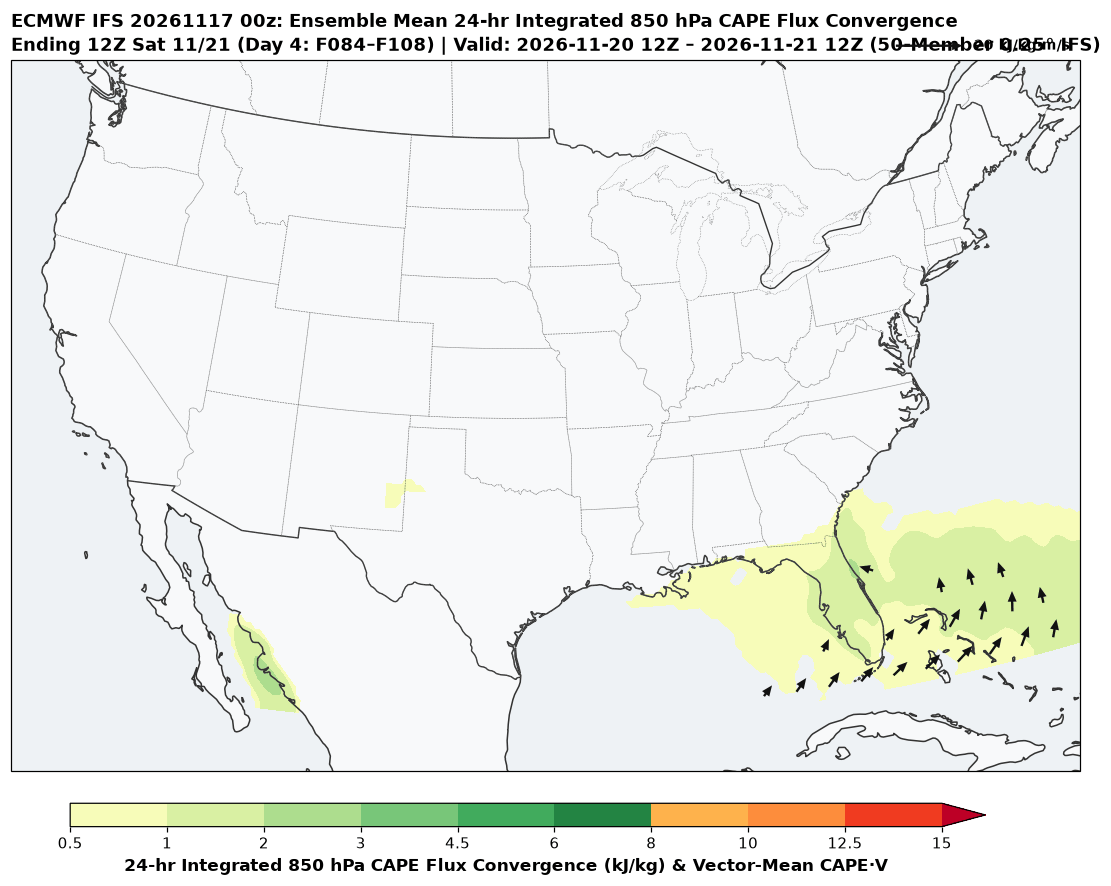 ECMWF IFS 20261117 00z: Ensemble Mean 24-hr Integrated 850 hPa CAPE Flux Convergence
Ending 12Z Sat 11/21 (Day 4: F084–F108) | Valid: 2026-11-20 12Z – 2026-11-21 12Z (50-Member 0.25° IFS)
0.5 1 2 3 4.5 6 8 10 12.5 15
24-hr Integrated 850 hPa CAPE Flux Convergence (kJ/kg) & Vector-Mean CAPE·V